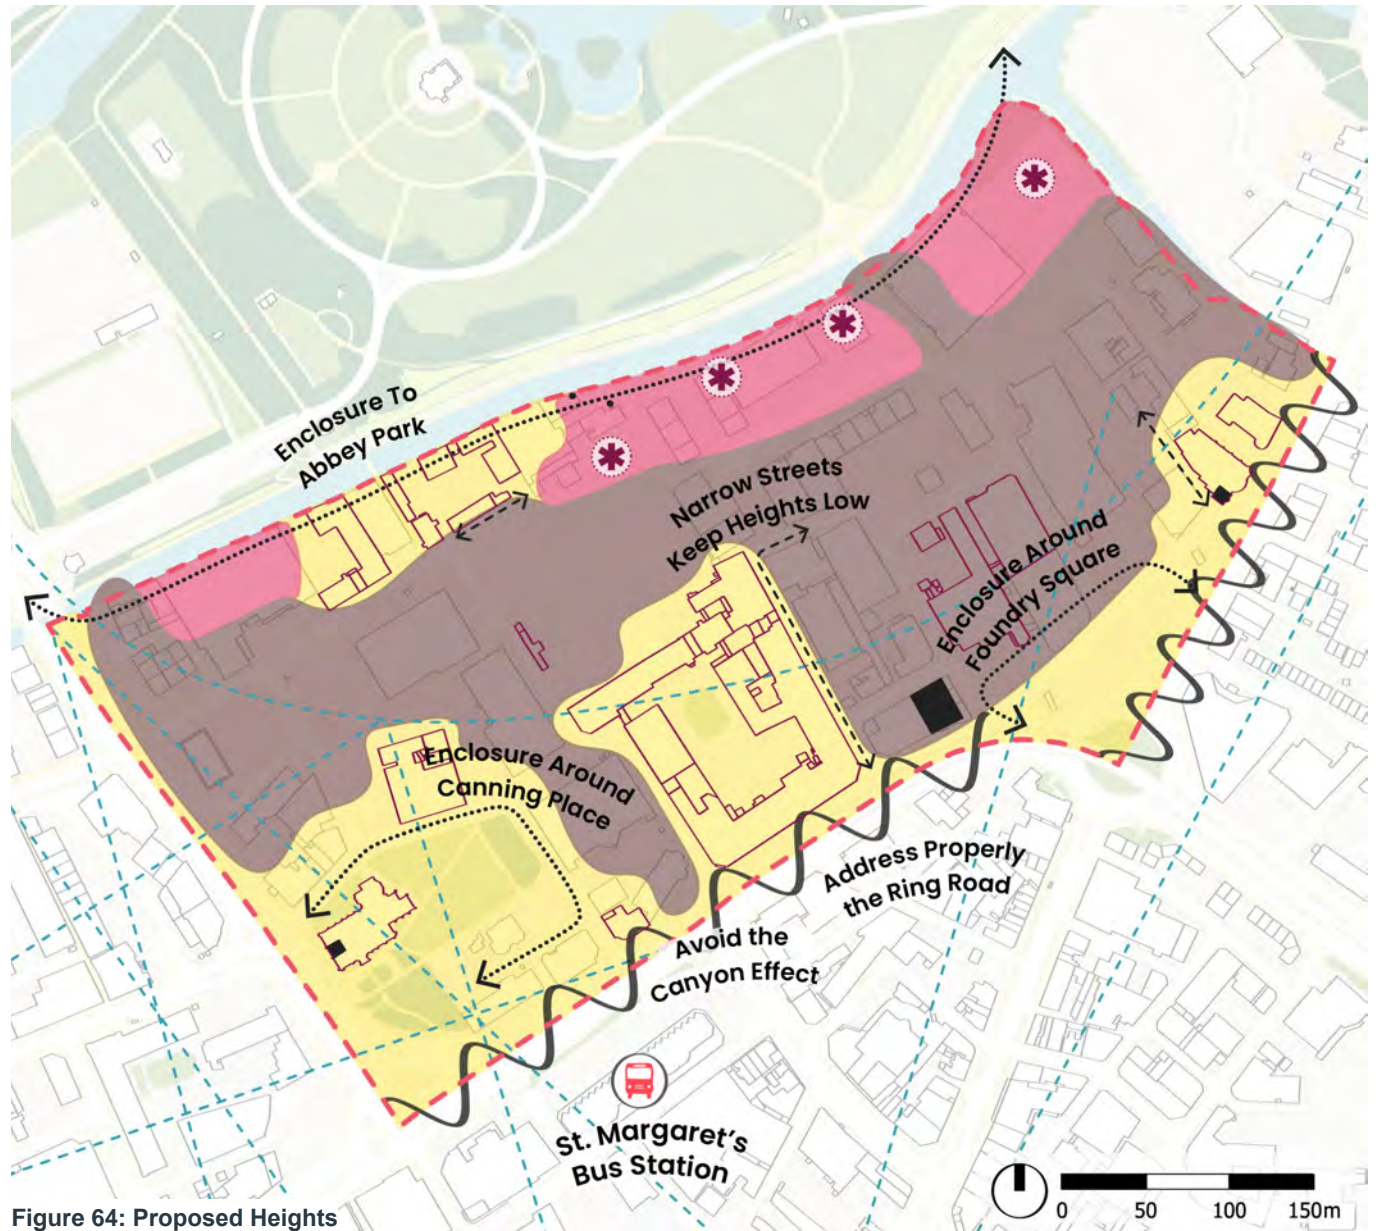 Enclosure To
Abbey Park
Narrow Streets
Keep Heights Low
Enclosure Around
Foundry Square
Enclosure Around
Canning Place
Address Properly
the Ring Road
Avoid the
Canyon Effect
St. Margaret's
Bus Station
0 50 100 150m
Figure 64: Proposed Heights